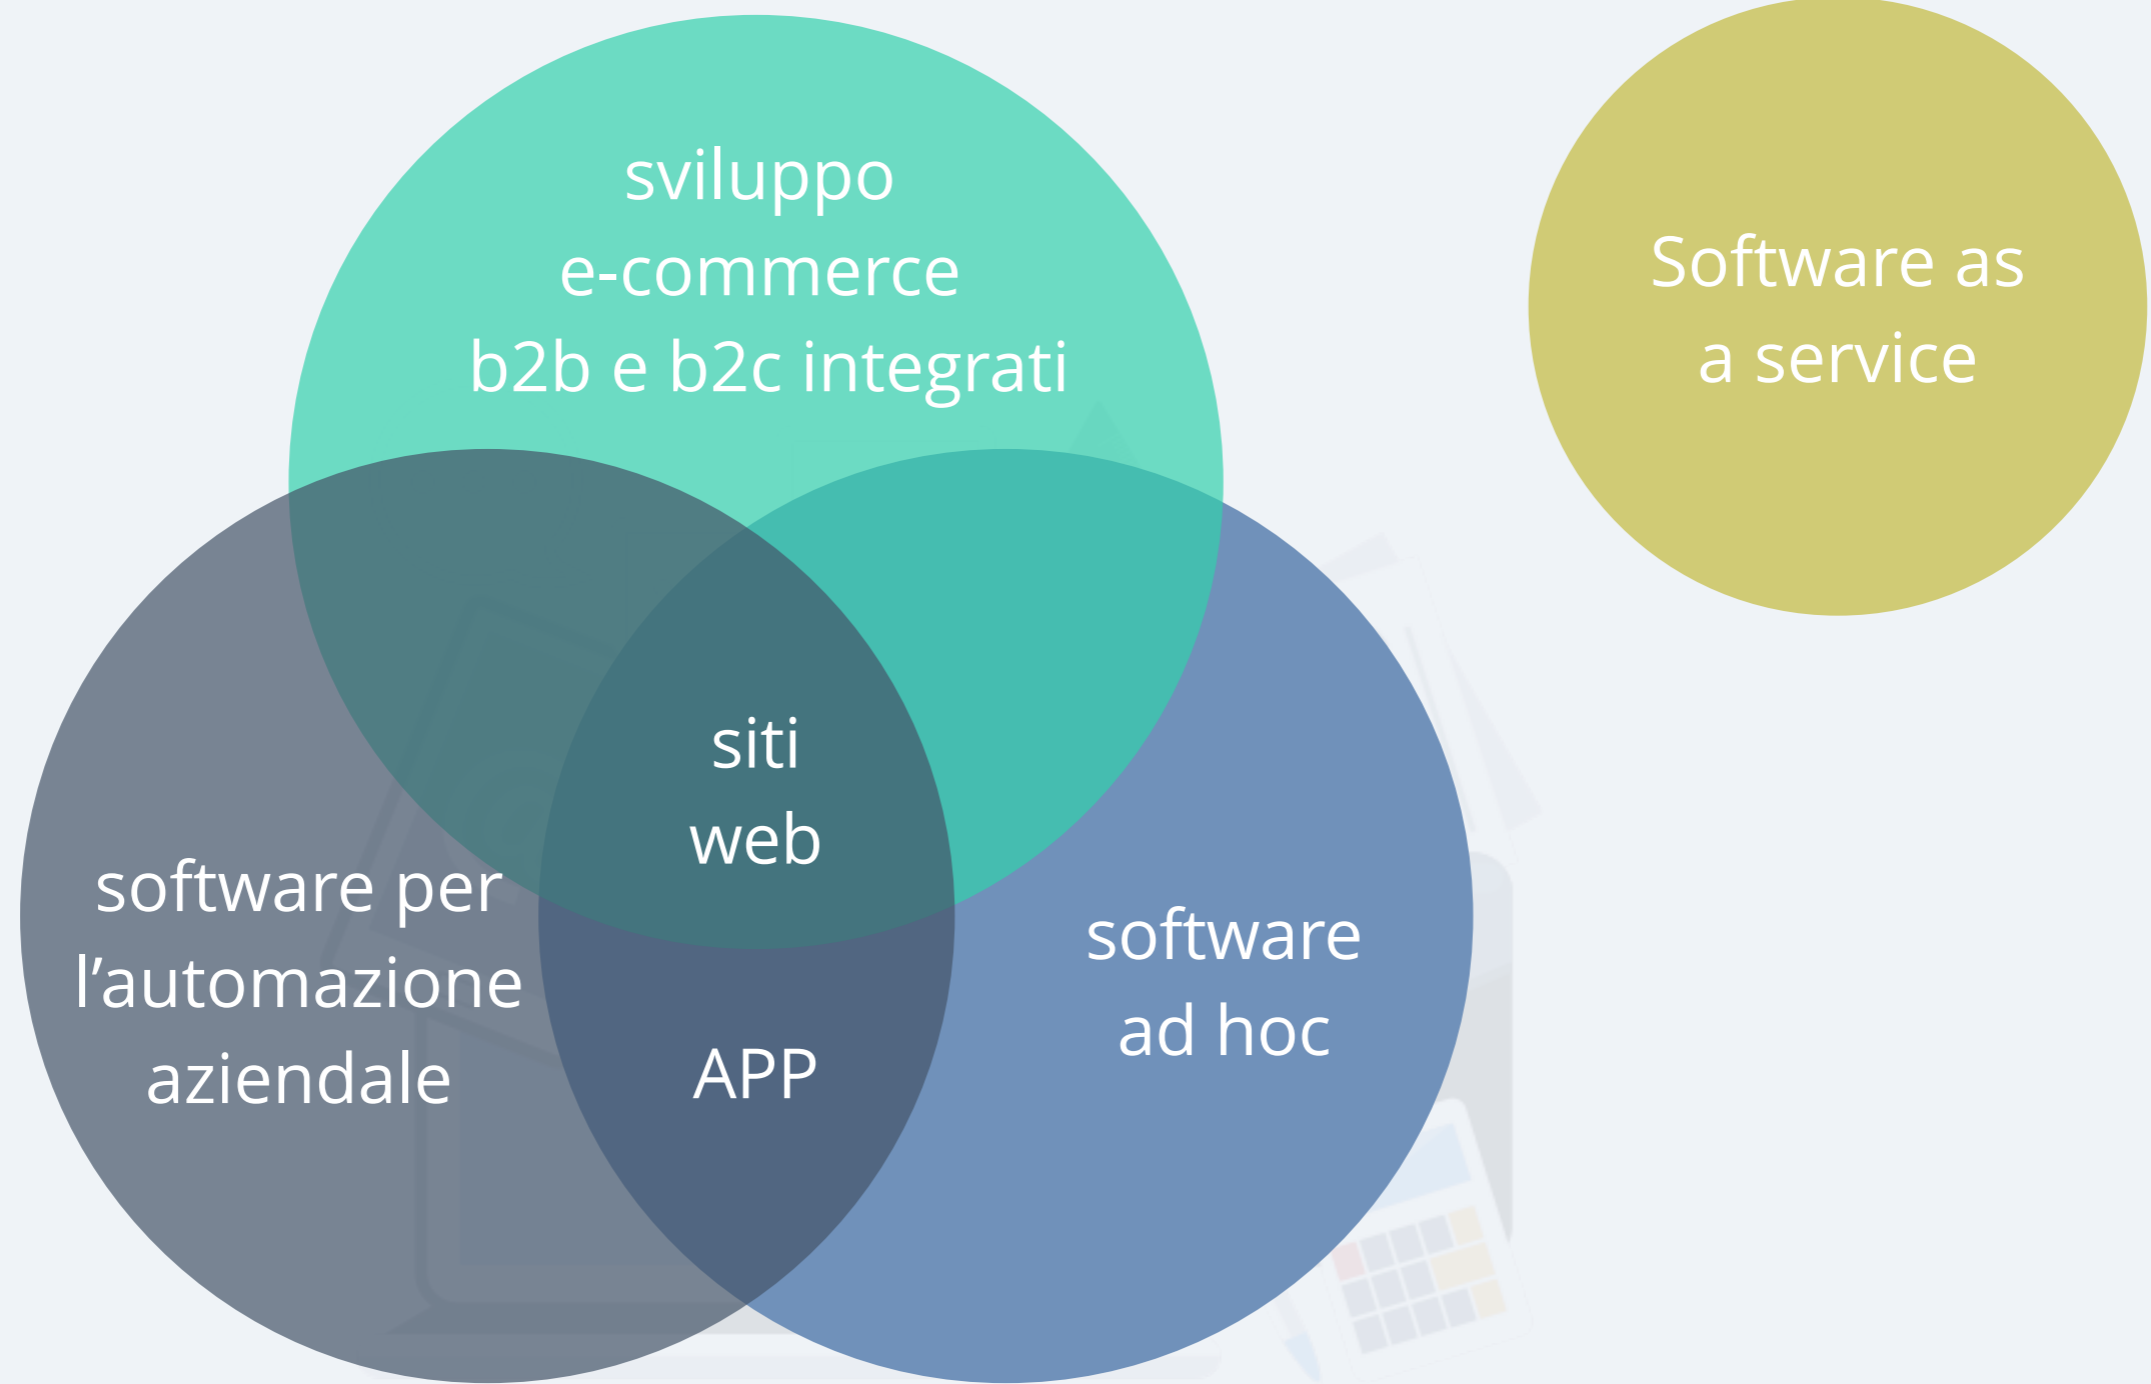 sviluppo
e-commerce
b2b e b2c integrati
Software as
a service
siti
web
software per
l’automazione
aziendale
software
ad hoc
APP